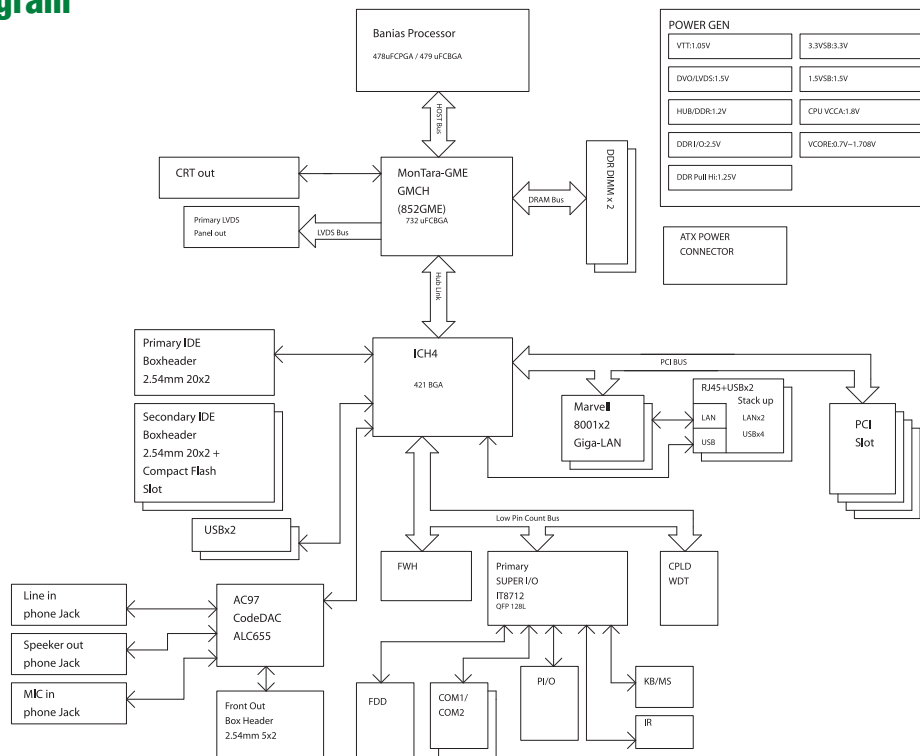 gram
Banias Processor
478uFCPGA / 479 uFCBGA
HOST Bus
POWER GEN
VTT:1.05V
3.3VSB:3.3V
DVO/LVDS:1.5V
1.5VSB:1.5V
HUB/DDR:1.2V
CPU VCCA:1.8V
DDR I/O:2.5V
VCORE:0.7V~1.708V
DDR Pull Hi:1.25V
ATX POWER
CONNECTOR
CRT out
Primary LVDS
Panel out
LVDS Bus
MonTara-GME
GMCH
(852GME)
732 uFCBGA
DRAM Bus
DDR DIMM x 2
Hub Link
Primary IDE
Boxheader
2.54mm 20x2
Secondary IDE
Boxheader
2.54mm 20x2 +
Compact Flash
Slot
USBx2
ICH4
421 BGA
PCI BUS
Marvell
8001x2
Giga-LAN
RJ45+USBx2
Stack up
LAN
LANx2
USBx4
USB
PCI
Slot
Low Pin Count Bus
FWH
Primary
SUPER I/O
IT8712
QFP 128L
CPLD
WDT
Line in
phone Jack
Speeker out
phone Jack
MIC in
phone Jack
AC97
CodeDAC
ALC655
Front Out
Box Header
2.54mm 5x2
FDD
COM1/
COM2
PI/O
KB/MS
IR